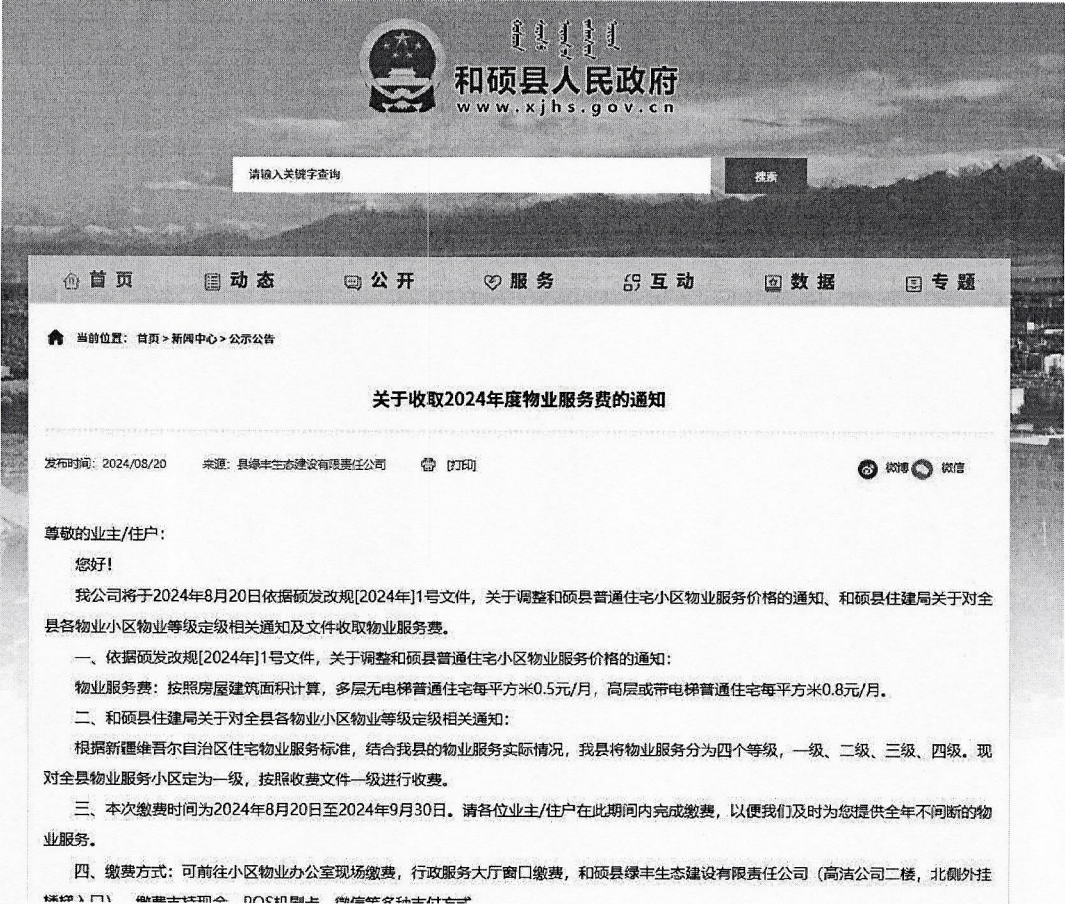 和硕县人民政府
www.xjhs.gov.cn
请输入关键字查询
搜索
首页 动态 公开 服务 互动 数据 专题
当前位置：首页>新闻中心>公示公告
关于收取2024年度物业服务费的通知
发布时间：2024/08/20 来源：县绿丰生态建设有限责任公司 [打印] 微博 微信
尊敬的业主/住户：
您好！
我公司将于2024年8月20日依据硕发改规[2024年]1号文件，关于调整和硕县普通住宅小区物业服务价格的通知、和硕县住建局关于对全
县各物业小区物业等级定级相关通知及文件收取物业服务费。
一、依据硕发改规[2024年]1号文件，关于调整和硕县普通住宅小区物业服务价格的通知：
物业服务费：按照房屋建筑面积计算，多层无电梯普通住宅每平方米0.5元/月，高层或带电梯普通住宅每平方米0.8元/月。
二、和硕县住建局关于对全县各物业小区物业等级定级相关通知：
根据新疆维吾尔自治区住宅物业服务标准，结合我县的物业服务实际情况，我县将物业服务分为四个等级，一级、二级、三级、四级。现
对全县物业服务小区定为一级，按照收费文件一级进行收费。
三、本次缴费时间为2024年8月20日至2024年9月30日。请各位业主/住户在此期间内完成缴费，以便我们及时为您提供全年不间断的物
业服务。
四、缴费方式：可前往小区物业办公室现场缴费，行政服务大厅窗口缴费，和硕县绿丰生态建设有限责任公司（高洁公司二楼，北侧外挂
楼梯入口），缴费支持现金、POS机刷卡、微信等多种支付方式